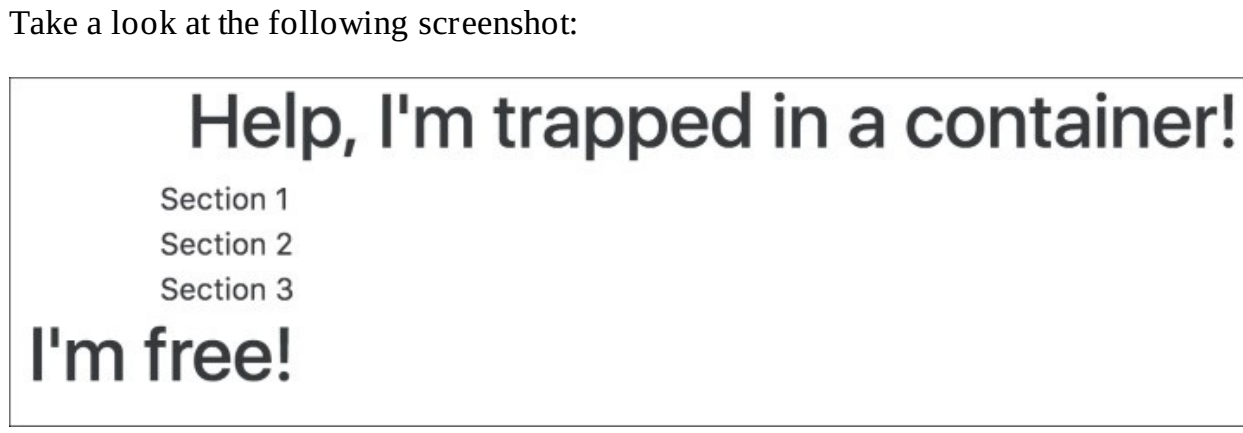 Take a look at the following screenshot:
Help, I'm trapped in a container!
Section 1
Section 2
Section 3
I'm free!